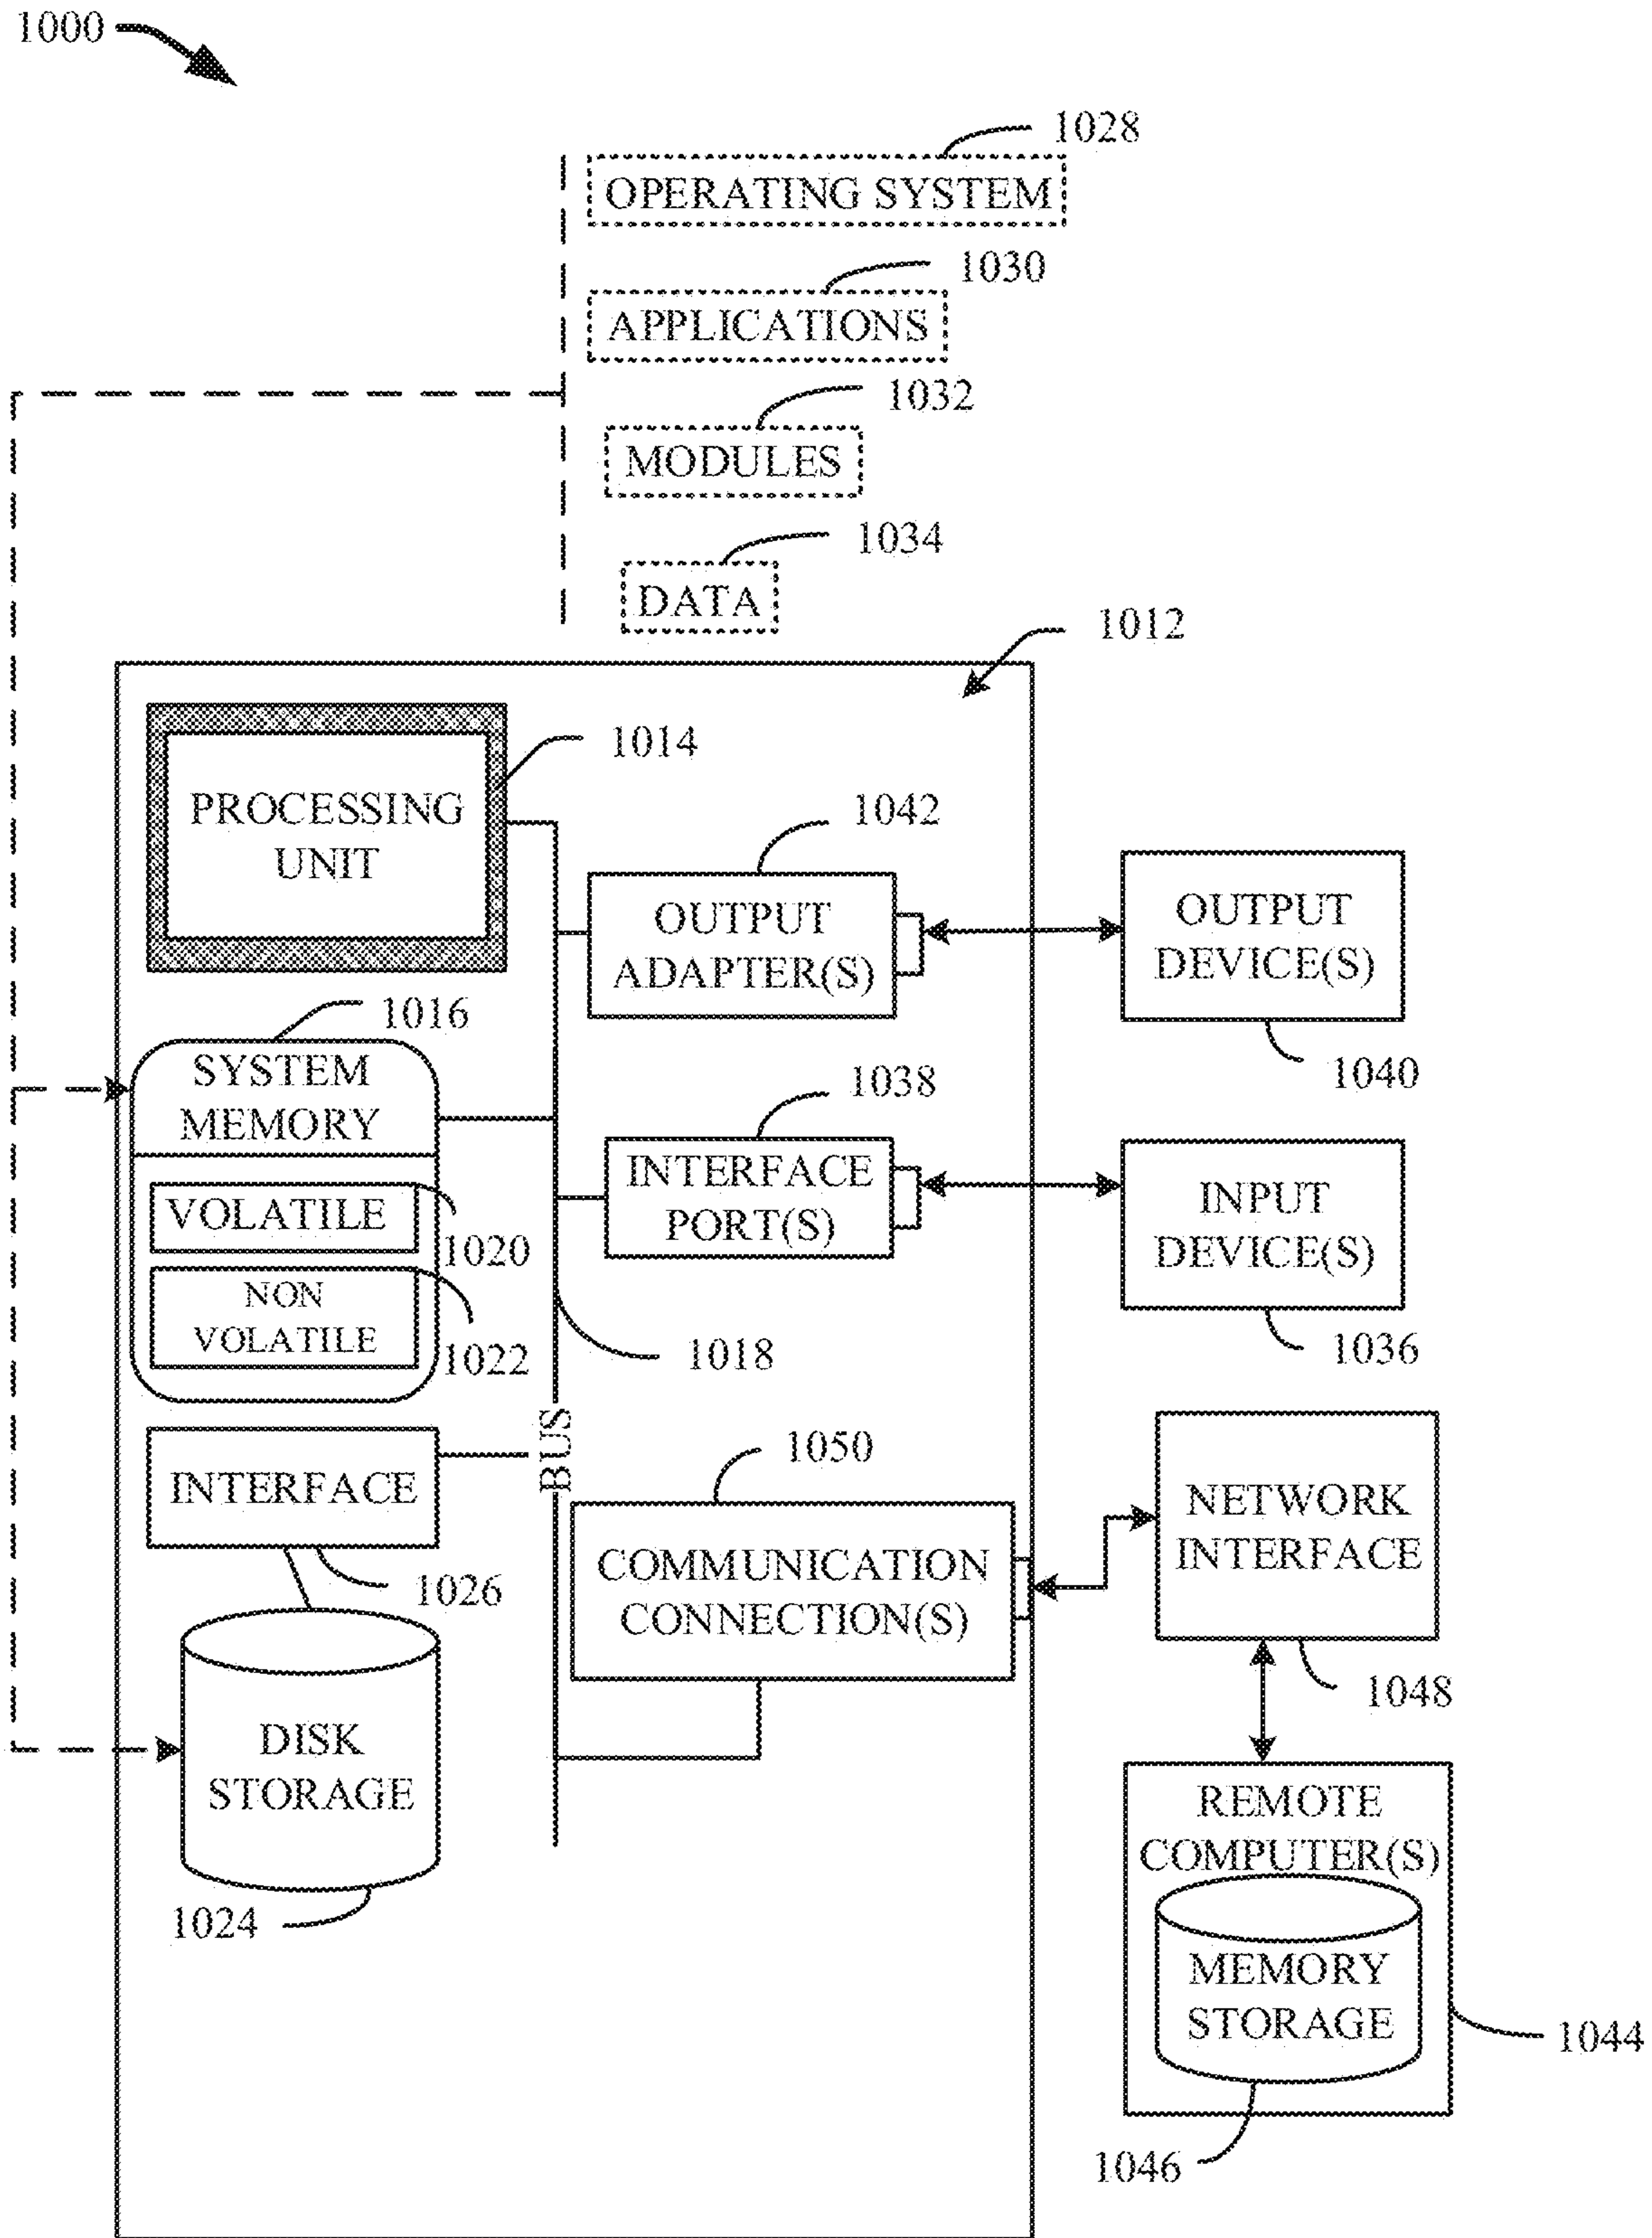 1000
1028
OPERATING SYSTEM
1030
APPLICATIONS
1032
MODULES
1034
DATA
1012
PROCESSING
UNIT
1014
1042
OUTPUT
ADAPTER(S)
OUTPUT
DEVICE(S)
1040
1016
SYSTEM
MEMORY
VOLATILE
1020
NON
VOLATILE
1022
1038
INTERFACE
PORT(S)
INPUT
DEVICE(S)
1036
1018
BUS
INTERFACE
1026
1050
COMMUNICATION
CONNECTION(S)
NETWORK
INTERFACE
1048
DISK
STORAGE
1024
REMOTE
COMPUTER(S)
MEMORY
STORAGE
1044
1046